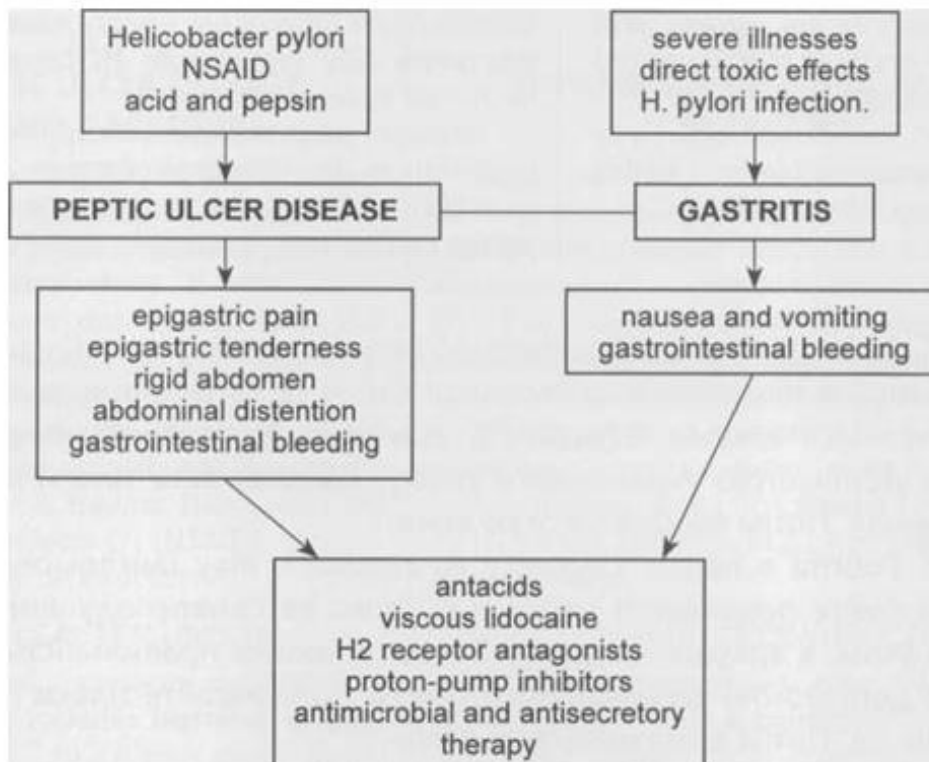 Helicobacter pylori
NSAID
acid and pepsin
severe illnesses
direct toxic effects
H. pylori infection.
PEPTIC ULCER DISEASE
GASTRITIS
epigastric pain
epigastric tenderness
rigid abdomen
abdominal distention
gastrointestinal bleeding
nausea and vomiting
gastrointestinal bleeding
antacids
viscous lidocaine
H2 receptor antagonists
proton-pump inhibitors
antimicrobial and antisecretory
therapy